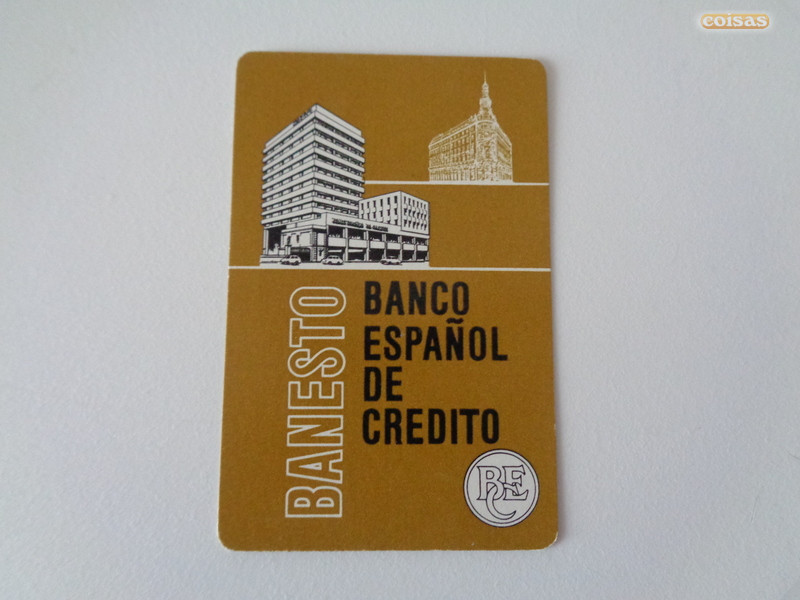 coisas
BANESTO
BANCO
ESPAÑOL
DE
CREDITO
BEC